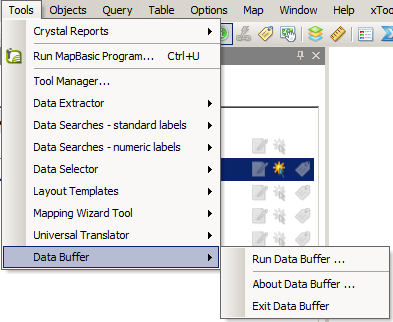 Tools Objects Query Table Options Map Window Help xToo
Crystal Reports
Run MapBasic Program... Ctrl+U
Tool Manager...
Data Extractor
Data Searches - standard labels
Data Searches - numeric labels
Data Selector
Layout Templates
Mapping Wizard Tool
Universal Translator
Data Buffer
Run Data Buffer ...
About Data Buffer ...
Exit Data Buffer